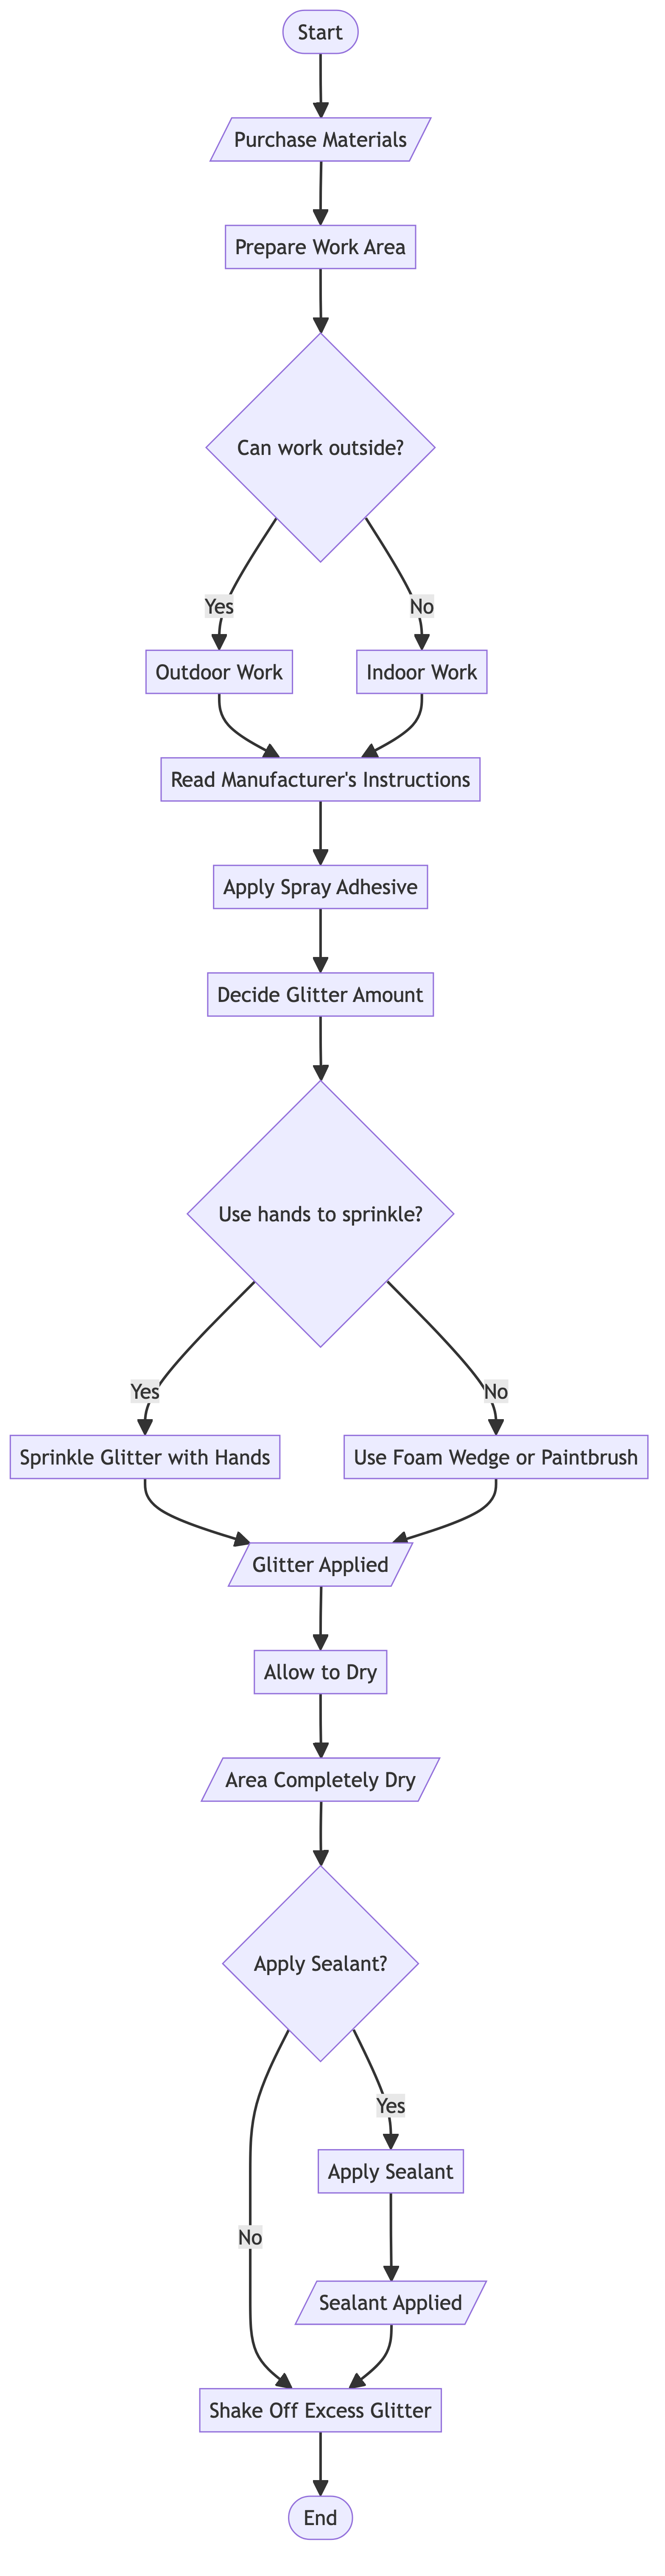 Start
Purchase Materials
Prepare Work Area
Can work outside?
Yes
No
Outdoor Work
Indoor Work
Read Manufacturer's Instructions
Apply Spray Adhesive
Decide Glitter Amount
Use hands to sprinkle?
Yes
No
Sprinkle Glitter with Hands
Use Foam Wedge or Paintbrush
Glitter Applied
Allow to Dry
Area Completely Dry
Apply Sealant?
Yes
Apply Sealant
No
Sealant Applied
Shake Off Excess Glitter
End